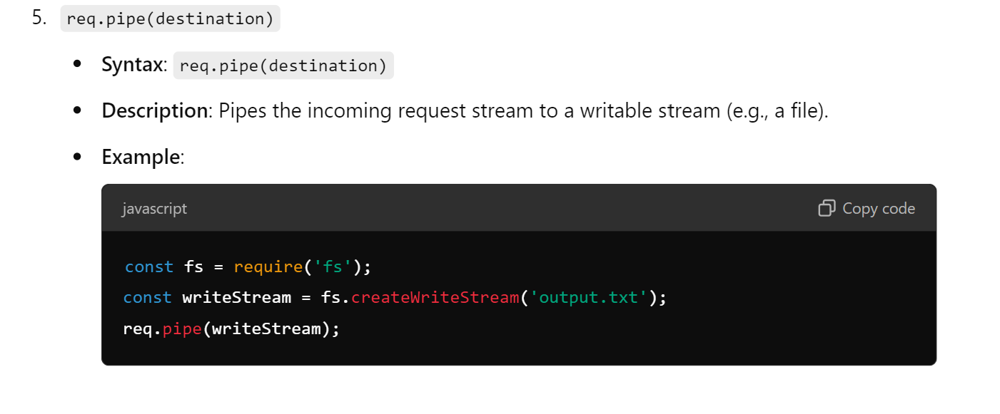 5. req.pipe(destination)
• Syntax: req.pipe(destination)
• Description: Pipes the incoming request stream to a writable stream (e.g., a file).
• Example:
javascript Copy code
const fs = require('fs');
const writeStream = fs.createWriteStream('output.txt');
req.pipe(writeStream);